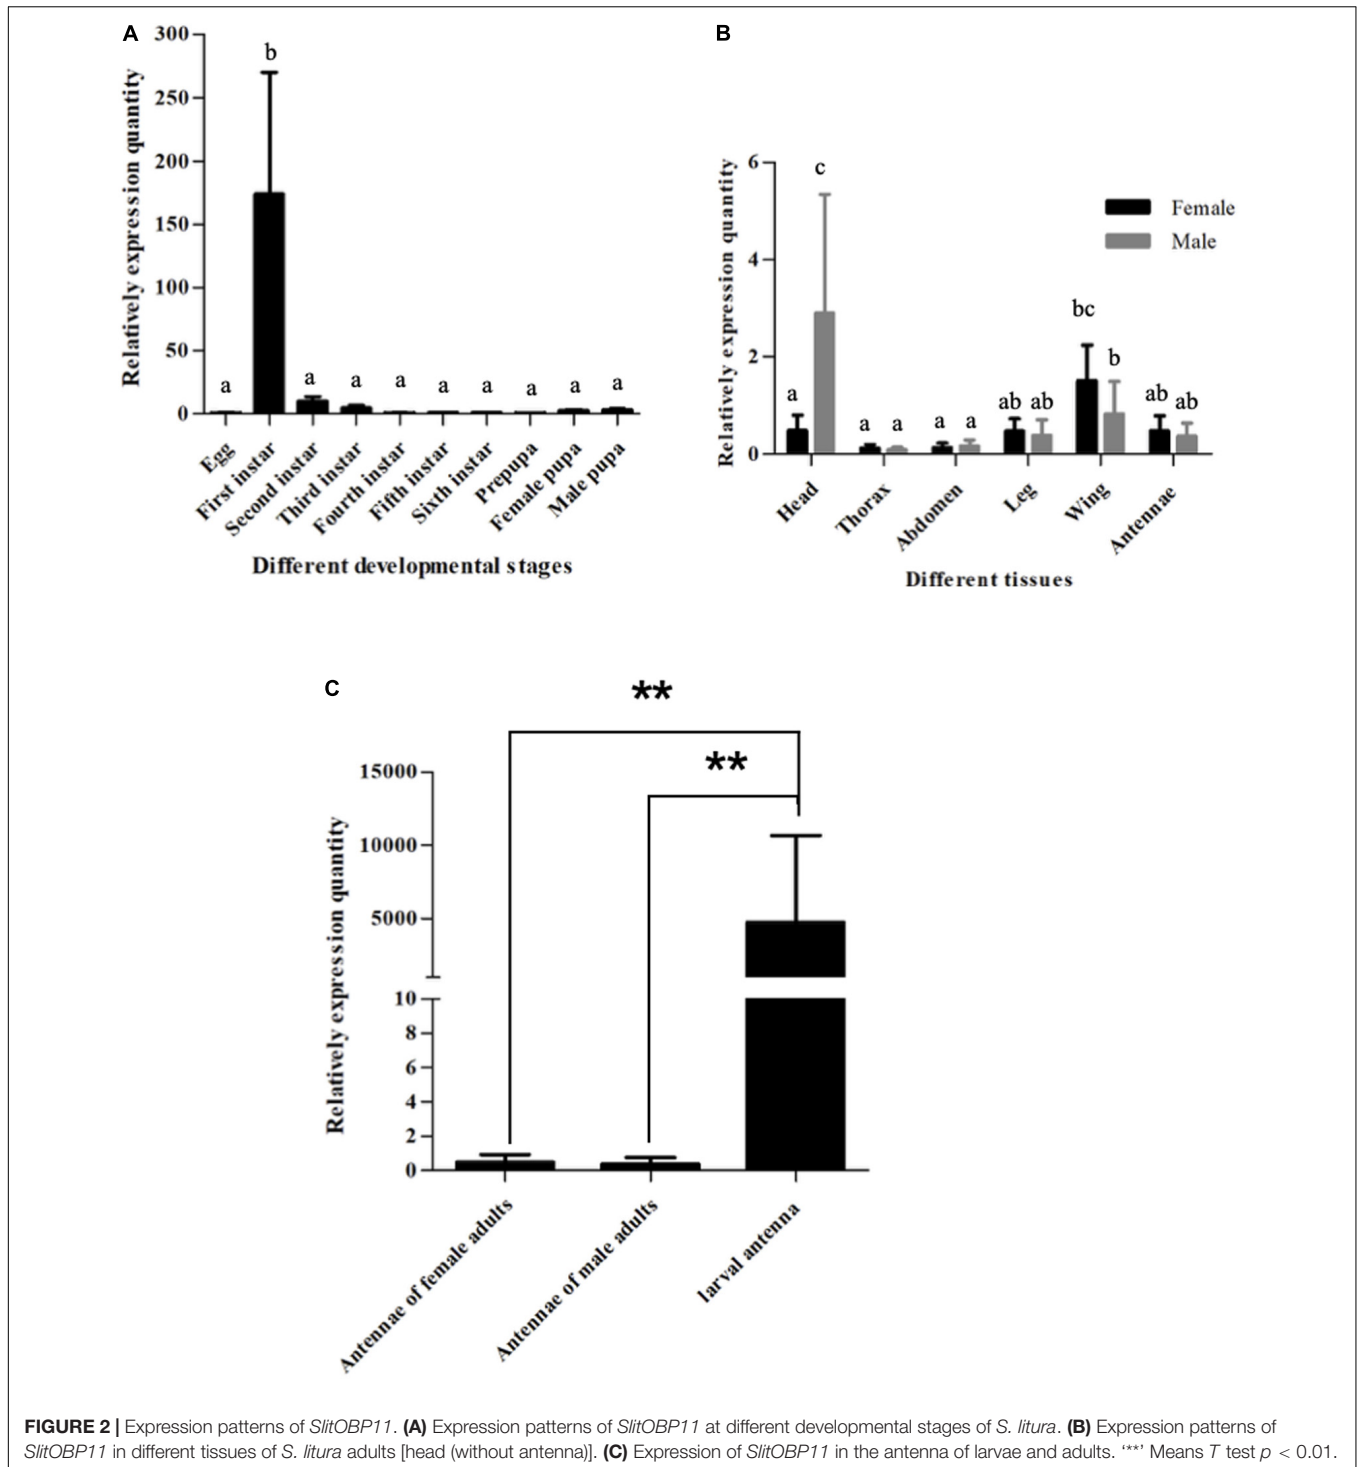 A
300
250
200
150
100
50
0
Relatively expression quantity
b
a
a
a
a
a
a
a
a
a
Egg
First instar
Second instar
Third instar
Fourth instar
Fifth instar
Sixth instar
Prepupa
Female pupa
Male pupa
Different developmental stages
B
6
4
2
0
Relatively expression quantity
a
c
a
a
a
a
ab
ab
bc
b
ab
ab
Female
Male
Head
Thorax
Abdomen
Leg
Wing
Antennae
Different tissues
C
**
**
15000
10000
5000
10
8
6
4
2
0
Relatively expression quantity
Antennae of female adults
Antennae of male adults
larval antenna
FIGURE 2 | Expression patterns of SlitOBP11. (A) Expression patterns of SlitOBP11 at different developmental stages of S. litura. (B) Expression patterns of
SlitOBP11 in different tissues of S. litura adults [head (without antenna)]. (C) Expression of SlitOBP11 in the antenna of larvae and adults. ‘**’ Means T test p < 0.01.